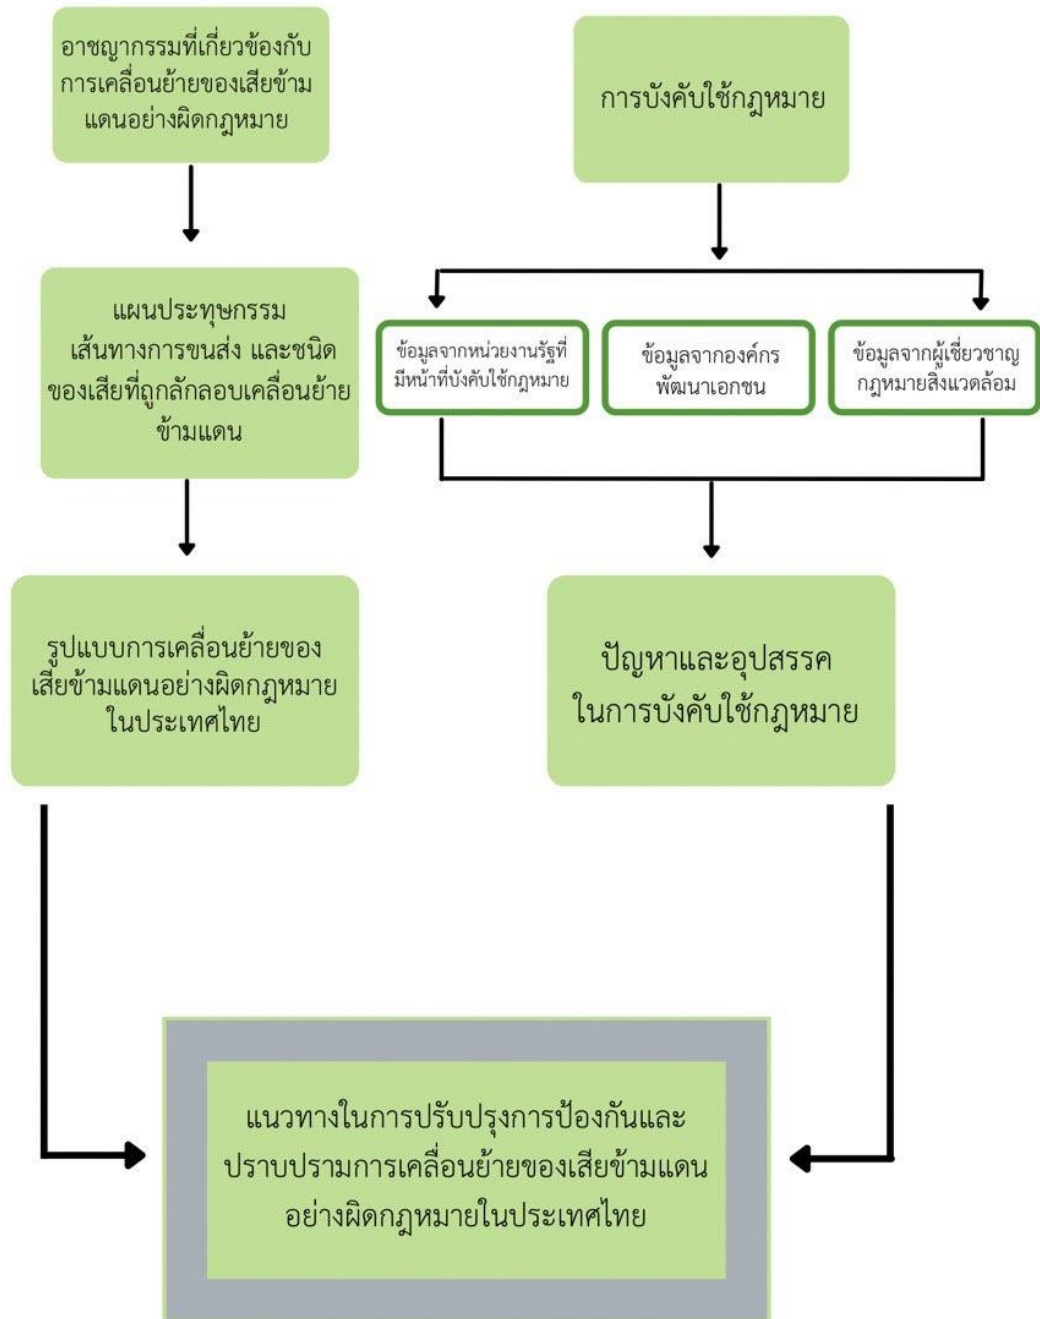 อาชญากรรมที่เกี่ยวข้องกับ
การเคลื่อนย้ายของเสียข้าม
แดนอย่างผิดกฎหมาย
การบังคับใช้กฎหมาย
แผนประทุษกรรม
เส้นทางการขนส่ง และชนิด
ของเสียที่ถูกลักลอบเคลื่อนย้าย
ข้ามแดน
ข้อมูลจากหน่วยงานรัฐที่
มีหน้าที่บังคับใช้กฎหมาย
ข้อมูลจากองค์กร
พัฒนาเอกชน
ข้อมูลจากผู้เชี่ยวชาญ
กฎหมายสิ่งแวดล้อม
รูปแบบการเคลื่อนย้ายของ
เสียข้ามแดนอย่างผิดกฎหมาย
ในประเทศไทย
ปัญหาและอุปสรรค
ในการบังคับใช้กฎหมาย
แนวทางในการปรับปรุงการป้องกันและ
ปราบปรามการเคลื่อนย้ายของเสียข้ามแดน
อย่างผิดกฎหมายในประเทศไทย